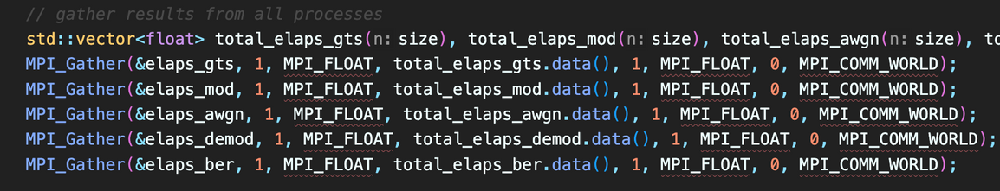 // gather results from all processes
std::vector<float> total_elaps_gts(n: size), total_elaps_mod(n: size), total_elaps_awgn(n: size), to
MPI_Gather(&elaps_gts, 1, MPI_FLOAT, total_elaps_gts.data(), 1, MPI_FLOAT, 0, MPI_COMM_WORLD);
MPI_Gather(&elaps_mod, 1, MPI_FLOAT, total_elaps_mod.data(), 1, MPI_FLOAT, 0, MPI_COMM_WORLD);
MPI_Gather(&elaps_awgn, 1, MPI_FLOAT, total_elaps_awgn.data(), 1, MPI_FLOAT, 0, MPI_COMM_WORLD);
MPI_Gather(&elaps_demod, 1, MPI_FLOAT, total_elaps_demod.data(), 1, MPI_FLOAT, 0, MPI_COMM_WORLD);
MPI_Gather(&elaps_ber, 1, MPI_FLOAT, total_elaps_ber.data(), 1, MPI_FLOAT, 0, MPI_COMM_WORLD);